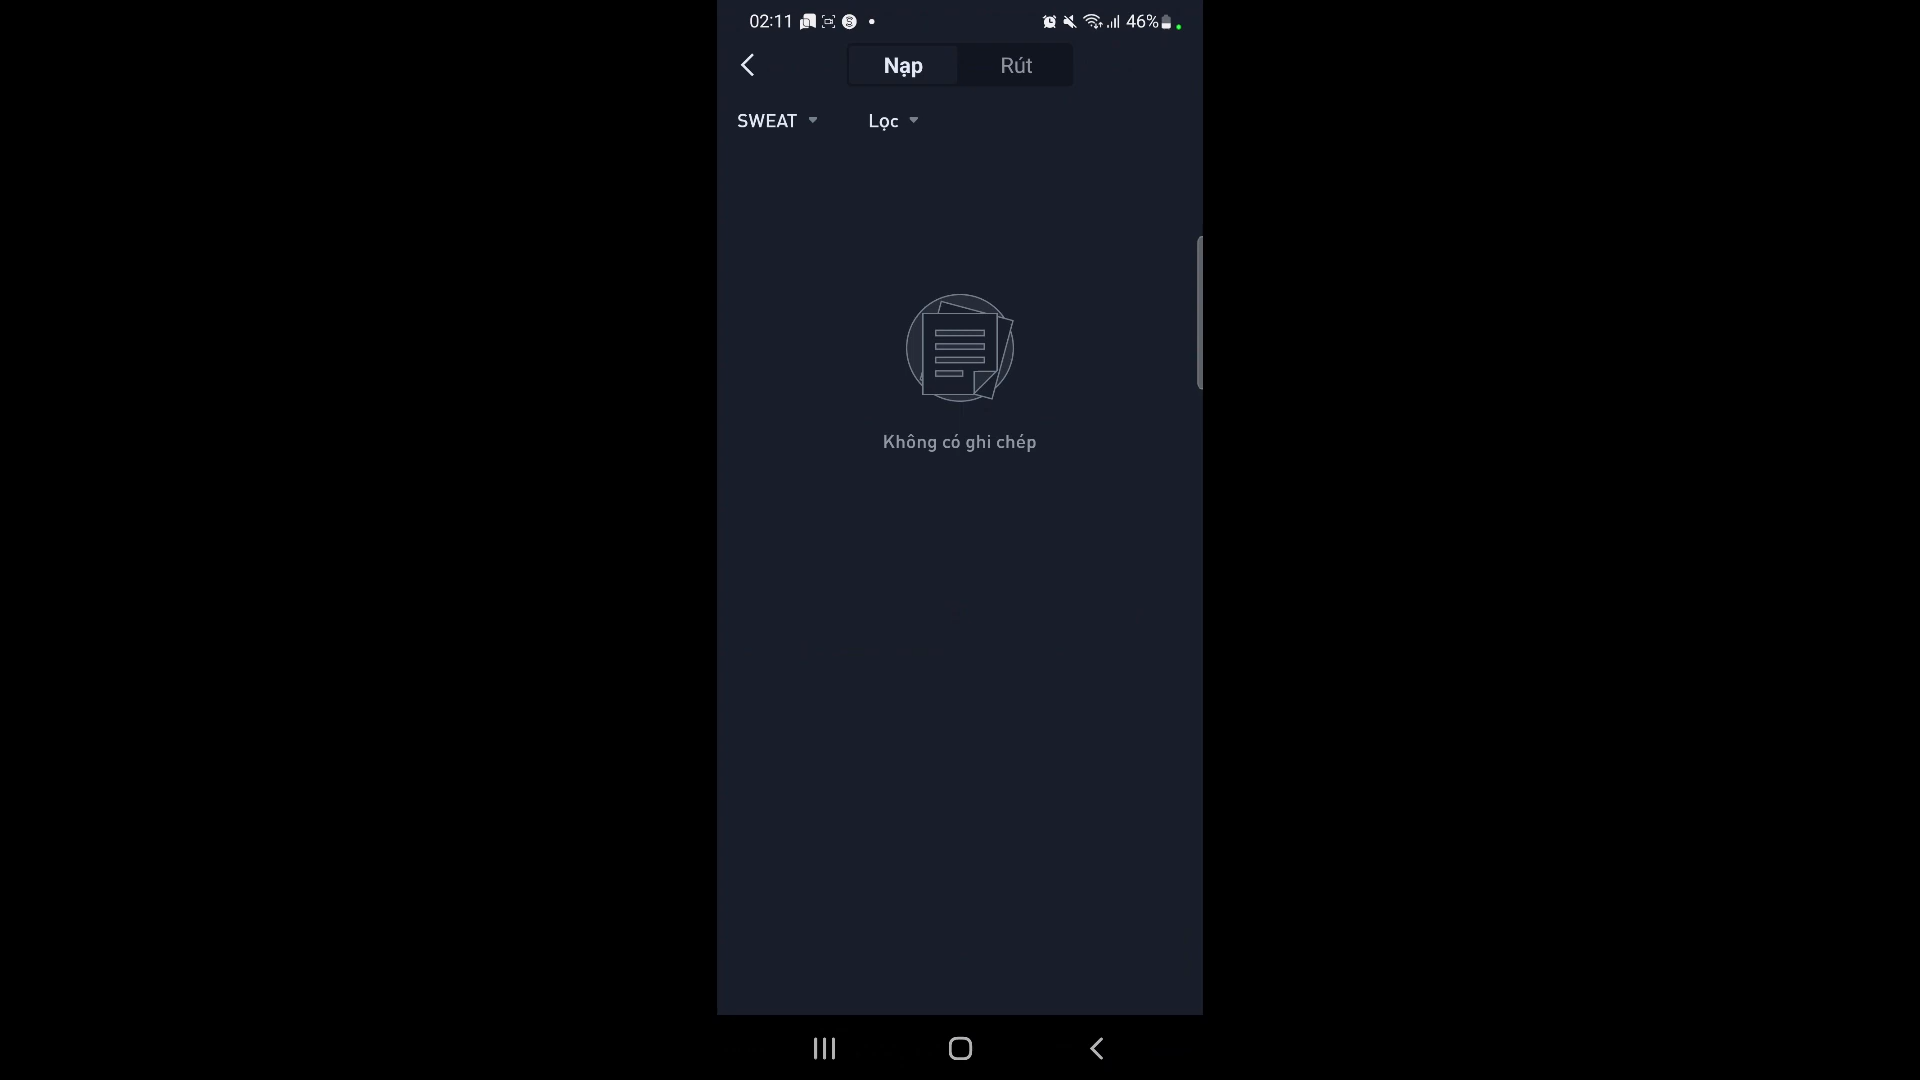 02:11 46%
Nạp Rút
SWEAT Lọc
Không có ghi chép